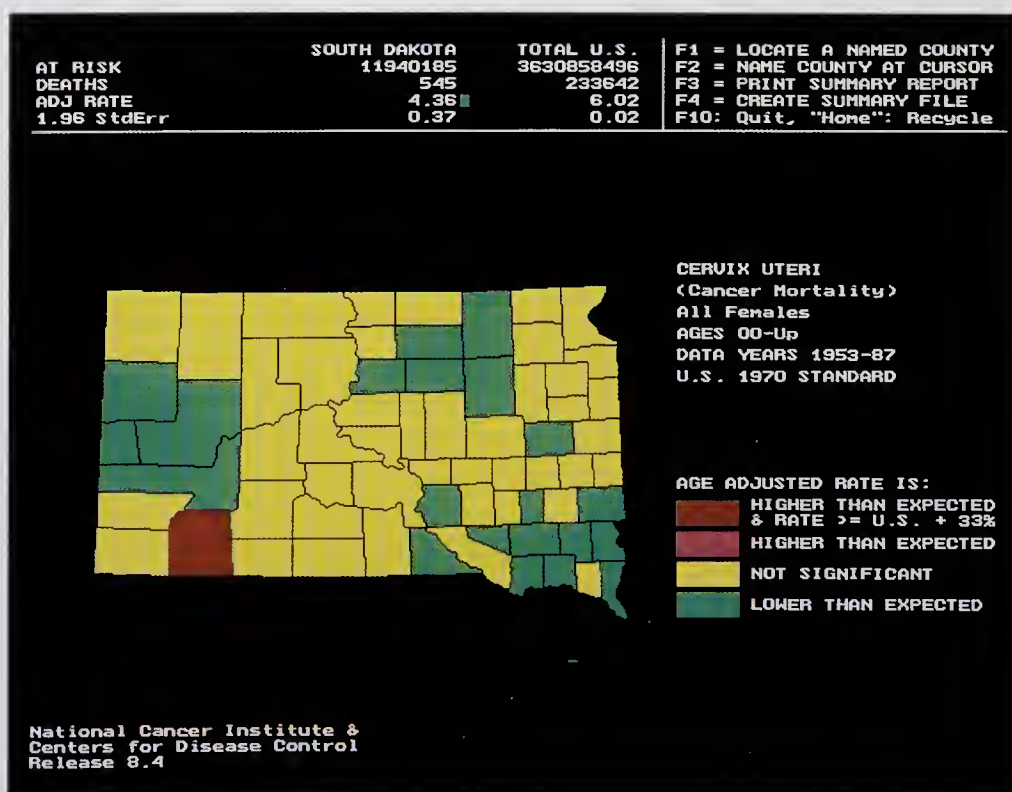 SOUTH DAKOTA TOTAL U.S.
AT RISK 11940185 3630858496
DEATHS 545 233642
ADJ RATE 4.36 6.02
1.96 StdErr 0.37 0.02
F1 = LOCATE A NAMED COUNTY
F2 = NAME COUNTY AT CURSOR
F3 = PRINT SUMMARY REPORT
F4 = CREATE SUMMARY FILE
F10: Quit, "Home": Recycle
CERVIX UTERI
(Cancer Mortality)
All Females
AGES 00-Up
DATA YEARS 1953-87
U.S. 1970 STANDARD
AGE ADJUSTED RATE IS:
HIGHER THAN EXPECTED
& RATE >= U.S. + 33%
HIGHER THAN EXPECTED
NOT SIGNIFICANT
LOWER THAN EXPECTED
National Cancer Institute &
Centers for Disease Control
Release 8.4